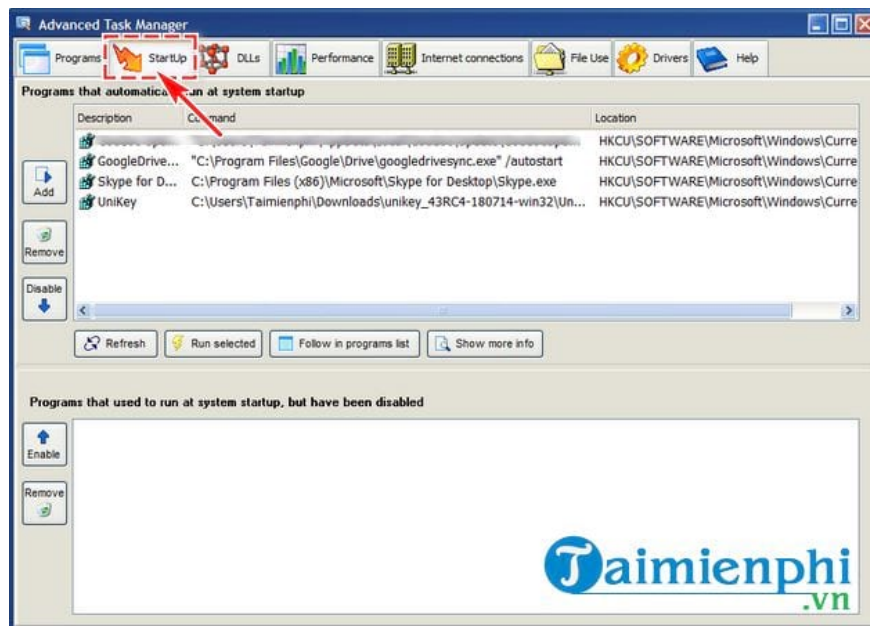 Advanced Task Manager
Programs StartUp DLLs Performance Internet connections File Use Drivers Help
Programs that automatically run at system startup
Description Command Location
HKCU\SOFTWARE\Microsoft\Windows\Curre
GoogleDrive... "C:\Program Files\Google\Drive\googledrivesync.exe" /autostart HKCU\SOFTWARE\Microsoft\Windows\Curre
Skype for D... C:\Program Files (x86)\Microsoft\Skype for Desktop\Skype.exe HKCU\SOFTWARE\Microsoft\Windows\Curre
UniKey C:\Users\Taimienphi\Downloads\unikey_43RC4-180714-win32\Un... HKCU\SOFTWARE\Microsoft\Windows\Curre
Add
Remove
Disable
Refresh Run selected Follow in programs list Show more info
Programs that used to run at system startup, but have been disabled
Enable
Remove
Taimienphi
.vn